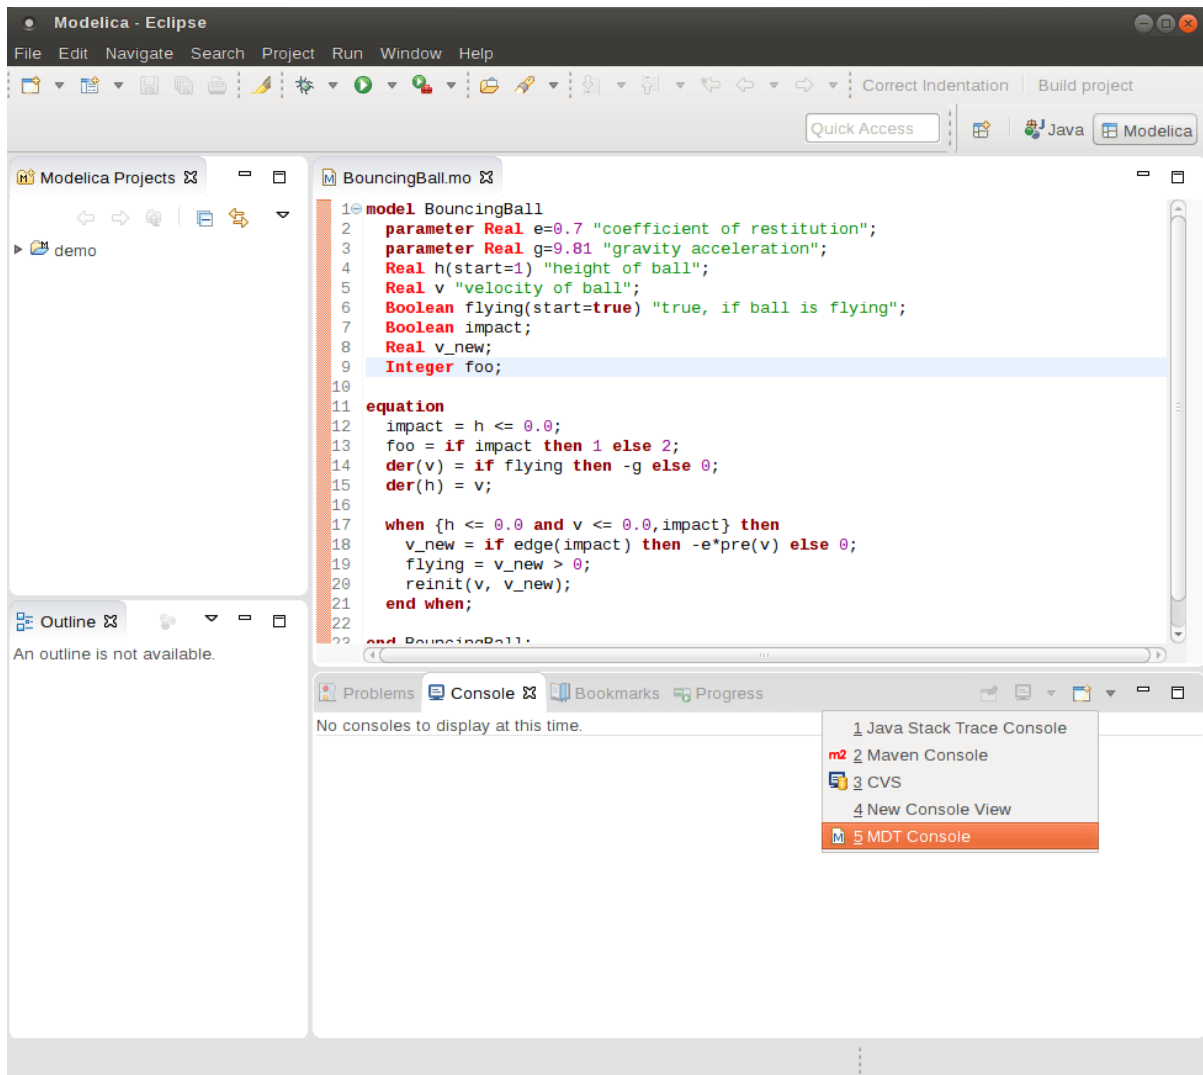 Modelica - Eclipse
File Edit Navigate Search Project Run Window Help
Correct Indentation Build project
Quick Access Java Modelica
Modelica Projects
demo
BouncingBall.mo
1 model BouncingBall
2 parameter Real e=0.7 "coefficient of restitution";
3 parameter Real g=9.81 "gravity acceleration";
4 Real h(start=1) "height of ball";
5 Real v "velocity of ball";
6 Boolean flying(start=true) "true, if ball is flying";
7 Boolean impact;
8 Real v_new;
9 Integer foo;
10
11 equation
12 impact = h <= 0.0;
13 foo = if impact then 1 else 2;
14 der(v) = if flying then -g else 0;
15 der(h) = v;
16
17 when {h <= 0.0 and v <= 0.0,impact} then
18 v_new = if edge(impact) then -e*pre(v) else 0;
19 flying = v_new > 0;
20 reinit(v, v_new);
21 end when;
22
23 end BouncingBall;
Outline
An outline is not available.
Problems Console Bookmarks Progress
No consoles to display at this time.
1 Java Stack Trace Console
m2 2 Maven Console
3 CVS
4 New Console View
M 5 MDT Console